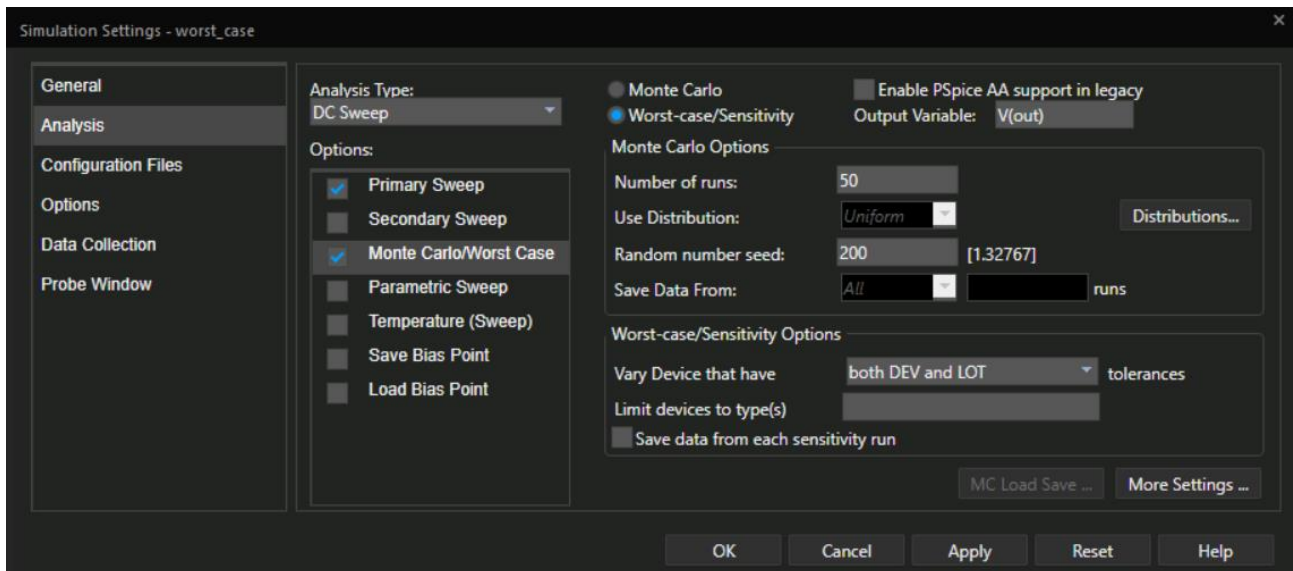 Simulation Settings - worst_case
General
Analysis
Configuration Files
Options
Data Collection
Probe Window
Analysis Type:
DC Sweep
Options:
Primary Sweep
Secondary Sweep
Monte Carlo/Worst Case
Parametric Sweep
Temperature (Sweep)
Save Bias Point
Load Bias Point
Monte Carlo
Enable PSpice AA support in legacy
Worst-case/Sensitivity
Output Variable: V(out)
Monte Carlo Options
Number of runs: 50
Use Distribution: Uniform Distributions...
Random number seed: 200 [1.32767]
Save Data From: All runs
Worst-case/Sensitivity Options
Vary Device that have both DEV and LOT tolerances
Limit devices to type(s)
Save data from each sensitivity run
MC Load Save ... More Settings ...
OK Cancel Apply Reset Help